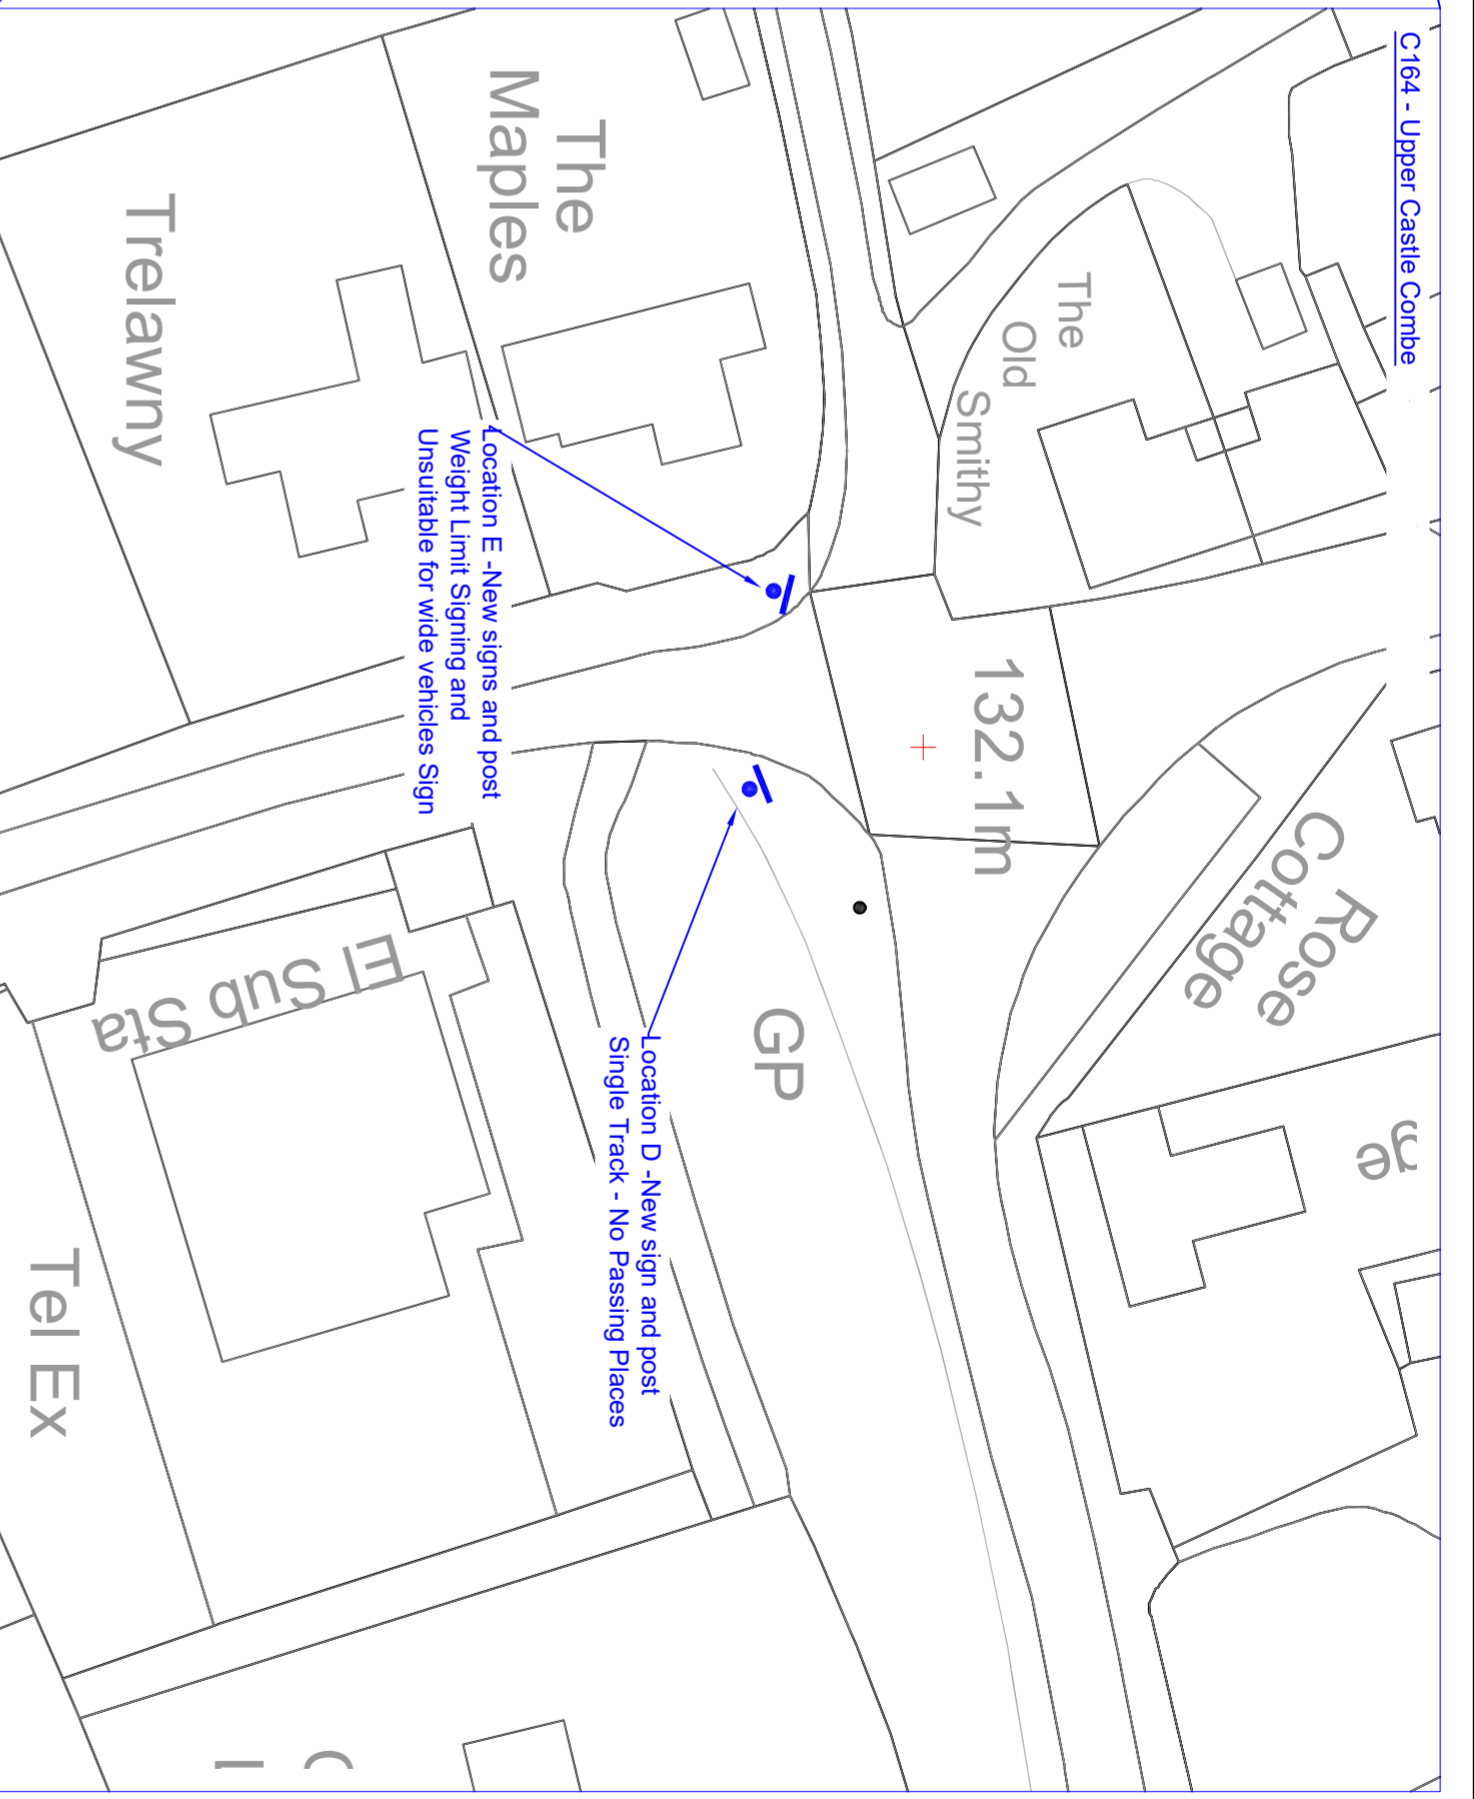 C164 - Upper Castle Combe
The
Old
Smithy
The
Maples
Trelawny
132.1m
Rose
Cottage
Location E -New signs and post
Weight Limit Signing and
Unsuitable for wide vehicles Sign
GP
Location D -New sign and post
Single Track - No Passing Places
El Sub Sta
ge
Tel Ex